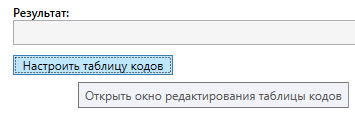 Результат:
Настроить таблицу кодов
Открыть окно редактирования таблицы кодов